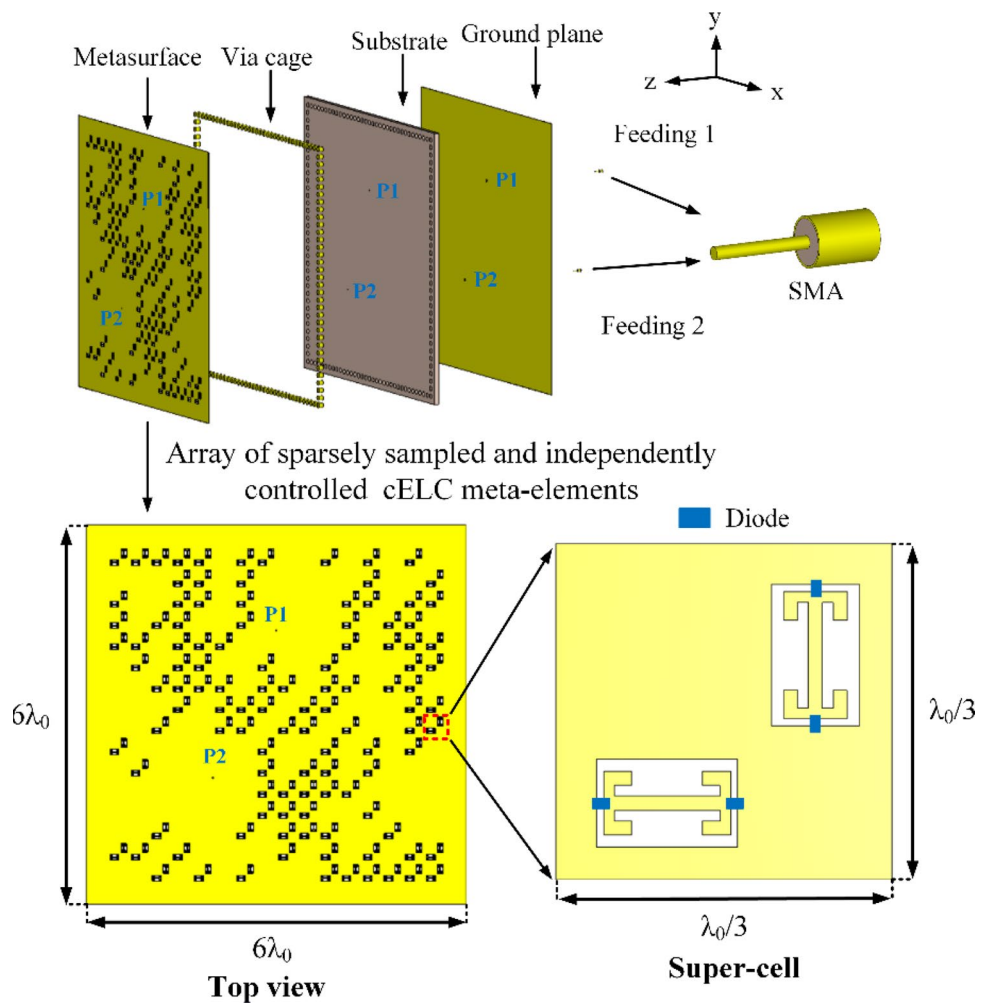 Metasurface
Via cage
Substrate
Ground plane
y
z
x
Feeding 1
P1
P1
P1
P2
P2
P2
SMA
Feeding 2
Array of sparsely sampled and independently
controlled cELC meta-elements
Diode
P1
P2
6λ₀
λ₀/3
6λ₀
λ₀/3
Top view
Super-cell